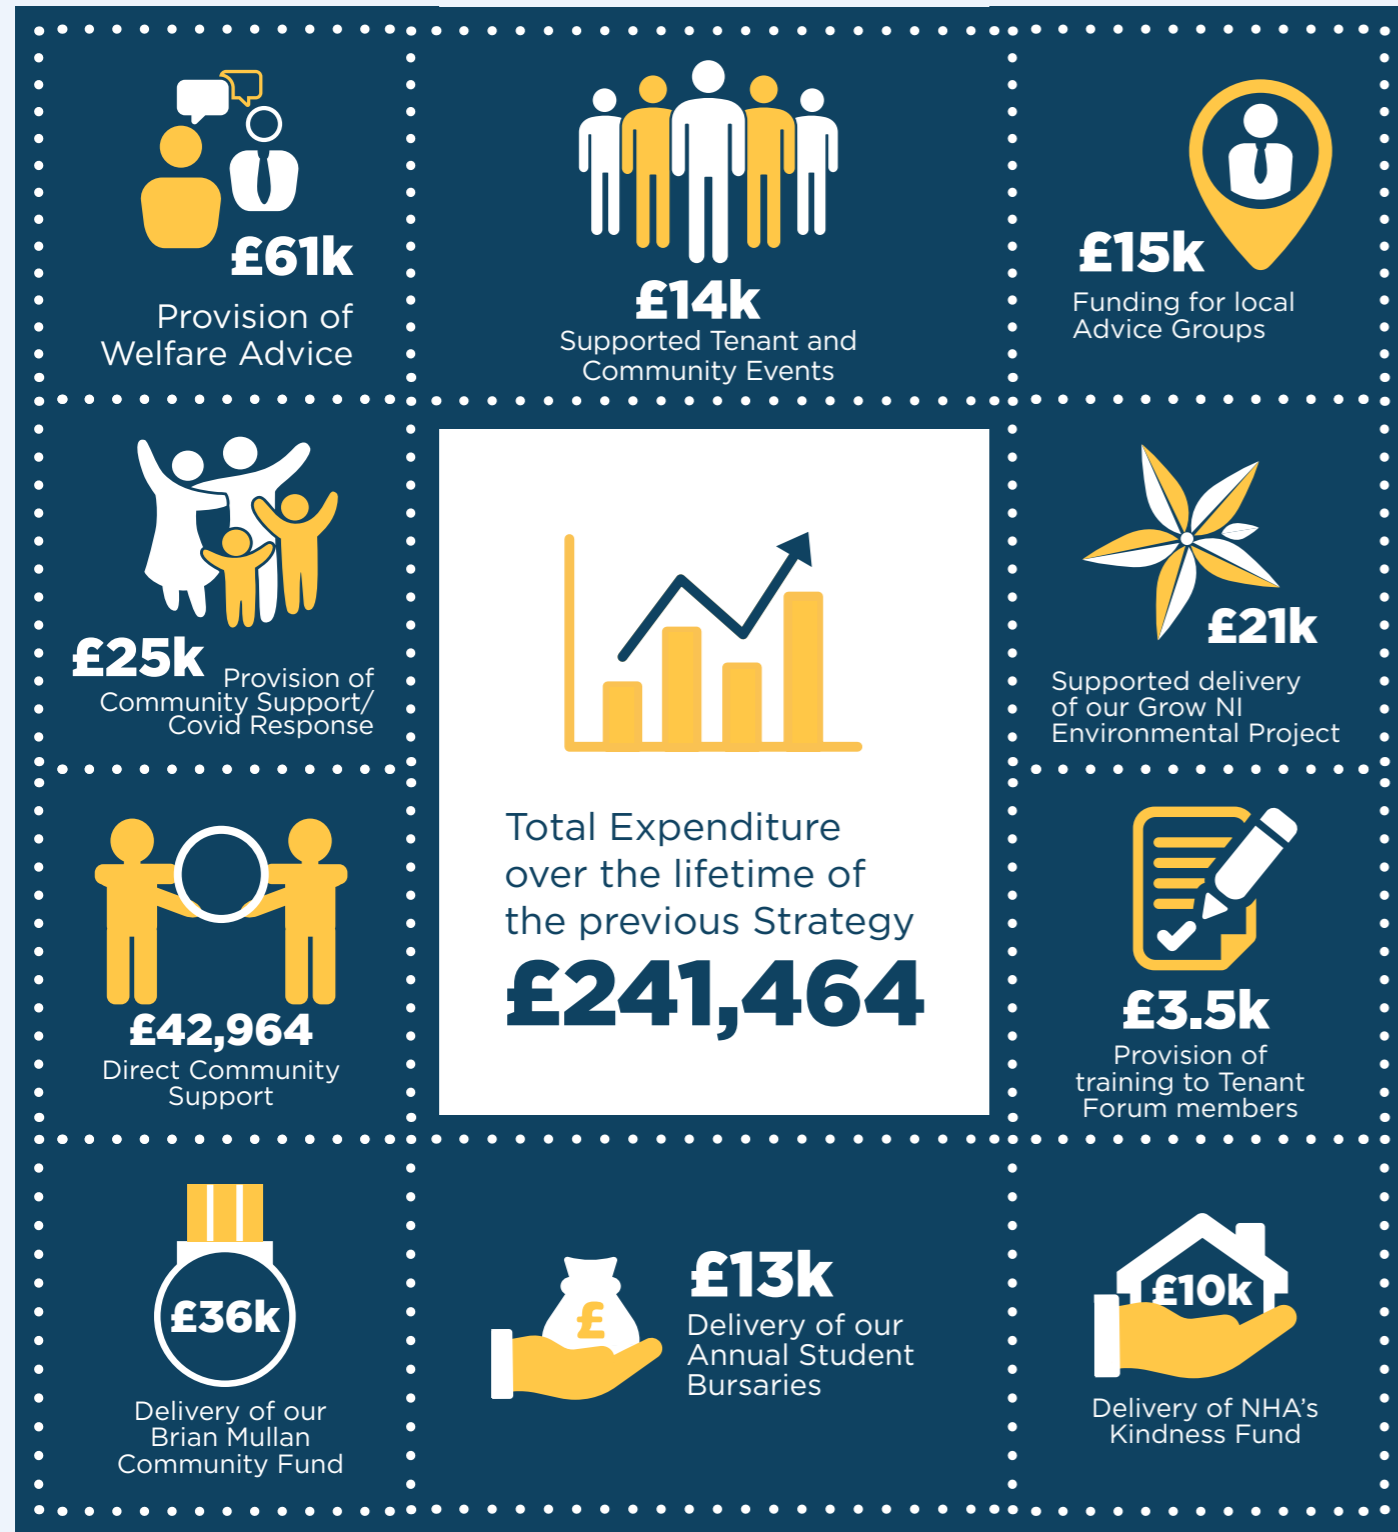 £61k
Provision of
Welfare Advice
£14k
Supported Tenant and
Community Events
£15k
Funding for local
Advice Groups
£25k Provision of
Community Support/
Covid Response
Total Expenditure
over the lifetime of
the previous Strategy
£241,464
£21k
Supported delivery
of our Grow NI
Environmental Project
£42,964
Direct Community
Support
£3.5k
Provision of
training to Tenant
Forum members
£36k
Delivery of our
Brian Mullan
Community Fund
£
£13k
Delivery of our
Annual Student
Bursaries
£10k
Delivery of NHA’s
Kindness Fund